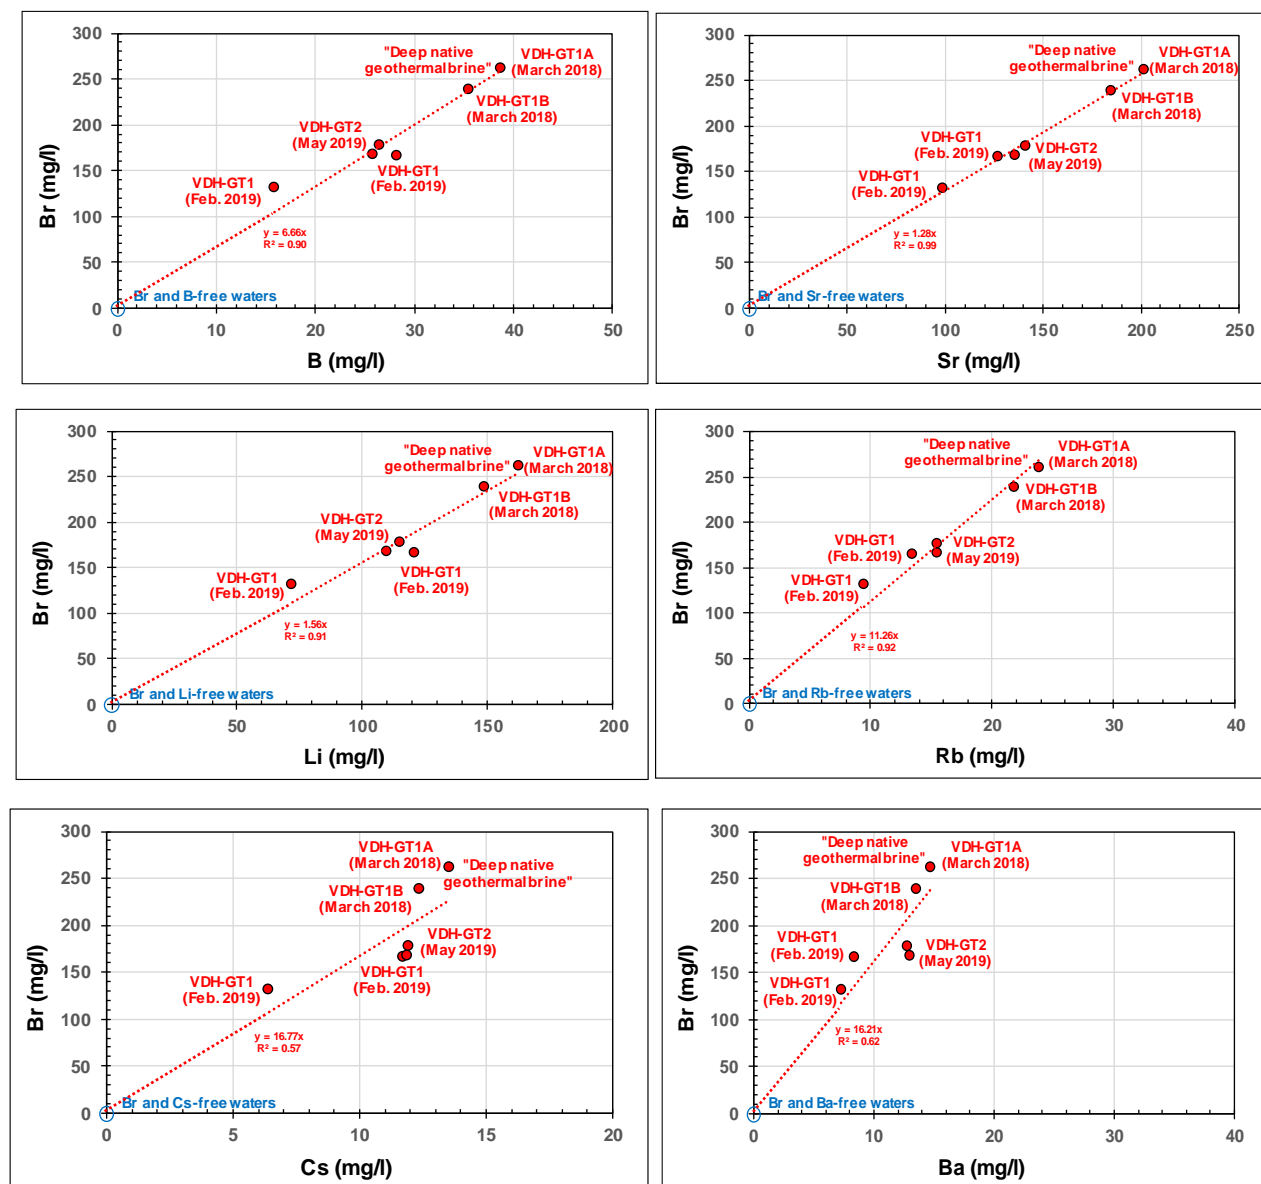 300
250
200
150
100
50
0
Br (mg/l)
"Deep native
geothermalbrine"
VDH-GT1A
(March 2018)
VDH-GT1B
(March 2018)
VDH-GT2
(May 2019)
VDH-GT1
(Feb. 2019)
VDH-GT1
(Feb. 2019)
y = 6.66x
R² = 0.90
Br and B-free waters
0 10 20 30 40 50
B (mg/l)
300
250
200
150
100
50
0
Br (mg/l)
"Deep native
geothermalbrine"
VDH-GT1A
(March 2018)
VDH-GT1B
(March 2018)
VDH-GT1
(Feb. 2019)
VDH-GT2
(May 2019)
VDH-GT1
(Feb. 2019)
y = 1.28x
R² = 0.99
Br and Sr-free waters
0 50 100 150 200 250
Sr (mg/l)
300
250
200
150
100
50
0
Br (mg/l)
"Deep native
geothermalbrine"
VDH-GT1A
(March 2018)
VDH-GT1B
(March 2018)
VDH-GT2
(May 2019)
VDH-GT1
(Feb. 2019)
VDH-GT1
(Feb. 2019)
y = 1.56x
R² = 0.91
Br and Li-free waters
0 50 100 150 200
Li (mg/l)
300
250
200
150
100
50
0
Br (mg/l)
"Deep native
geothermalbrine"
VDH-GT1A
(March 2018)
VDH-GT1B
(March 2018)
VDH-GT1
(Feb. 2019)
VDH-GT2
(May 2019)
VDH-GT1
(Feb. 2019)
y = 11.26x
R² = 0.92
Br and Rb-free waters
0 10 20 30 40
Rb (mg/l)
300
250
200
150
100
50
0
Br (mg/l)
VDH-GT1A
(March 2018)
"Deep native
geothermalbrine"
VDH-GT1B
(March 2018)
VDH-GT2
(May 2019)
VDH-GT1
(Feb. 2019)
VDH-GT1
(Feb. 2019)
y = 16.77x
R² = 0.57
Br and Cs-free waters
0 5 10 15 20
Cs (mg/l)
300
250
200
150
100
50
0
Br (mg/l)
"Deep native
geothermalbrine"
VDH-GT1A
(March 2018)
VDH-GT1B
(March 2018)
VDH-GT1
(Feb. 2019)
VDH-GT2
(May 2019)
VDH-GT1
(Feb. 2019)
y = 16.21x
R² = 0.62
Br and Ba-free waters
0 10 20 30 40
Ba (mg/l)